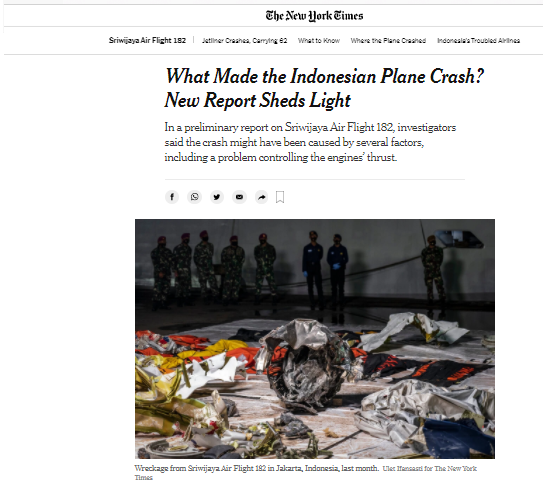 The New York Times
Sriwijaya Air Flight 182 | Jetliner Crashes, Carrying 62 What to Know Where the Plane Crashed Indonesia's Troubled Airlines
What Made the Indonesian Plane Crash?
New Report Sheds Light
In a preliminary report on Sriwijaya Air Flight 182, investigators
said the crash might have been caused by several factors,
including a problem controlling the engines' thrust.
Wreckage from Sriwijaya Air Flight 182 in Jakarta, Indonesia, last month. Ulet Ifansasti for The New York
Times